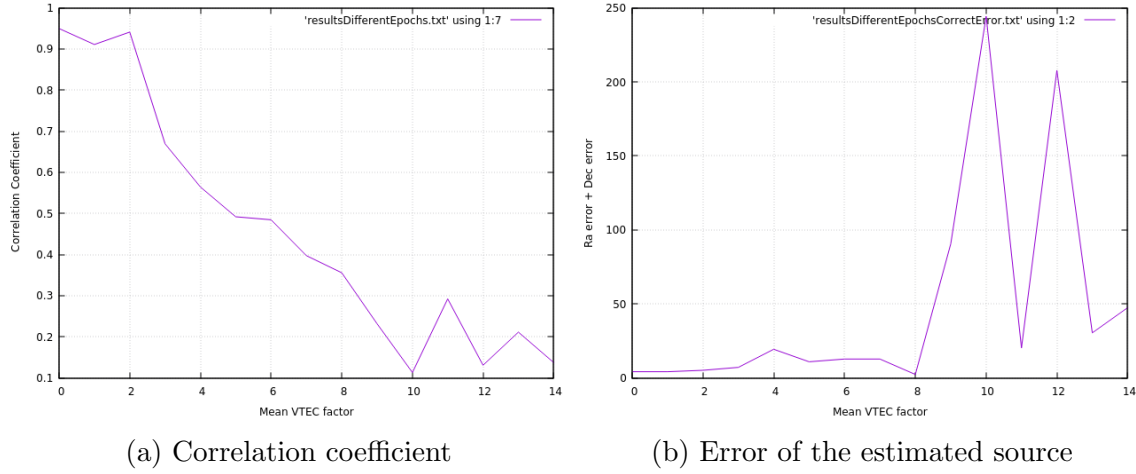 'resultsDifferentEpochs.txt' using 1:7
1
0.9
0.8
0.7
0.6
0.5
0.4
0.3
0.2
0.1
Correlation Coefficient
0 2 4 6 8 10 12 14
Mean VTEC factor
(a) Correlation coefficient
'resultsDifferentEpochsCorrectError.txt' using 1:2
250
200
150
100
50
0
Ra error + Dec error
0 2 4 6 8 10 12 14
Mean VTEC factor
(b) Error of the estimated source